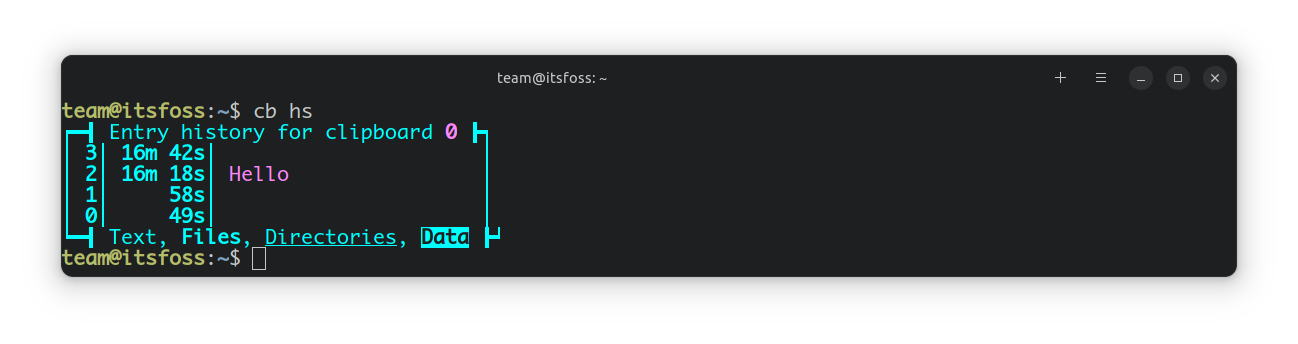 team@itsfoss: ~
team@itsfoss:~$ cb hs
Entry history for clipboard 0
3| 16m 42s|
2| 16m 18s| Hello
1| 58s|
0| 49s|
Text, Files, Directories, Data
team@itsfoss:~$